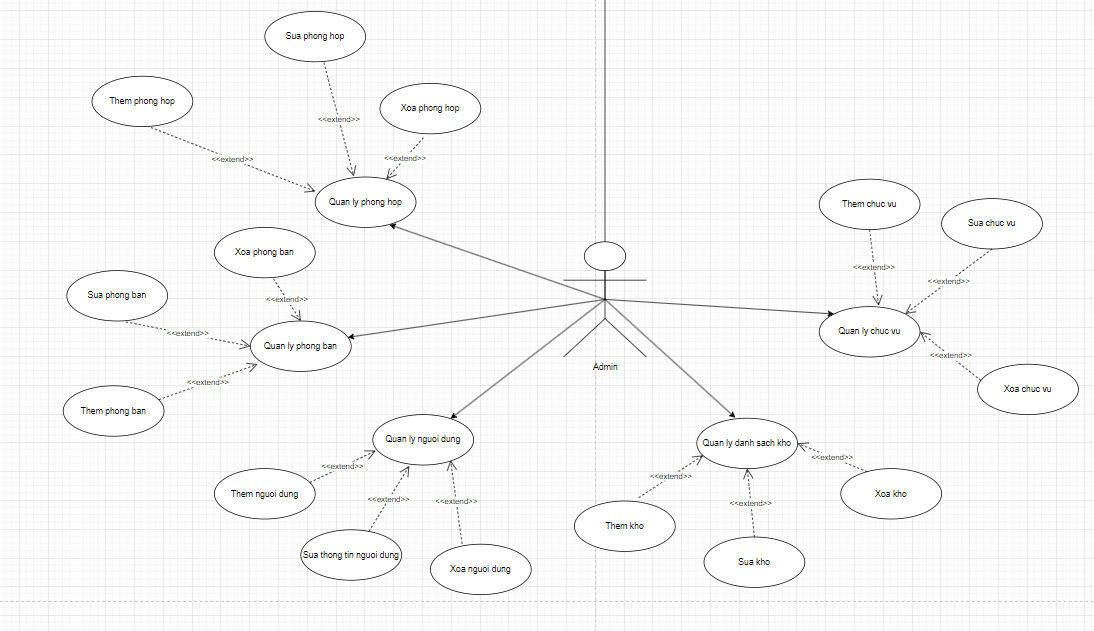 Sua phong hop
Them phong hop
Xoa phong hop
<<extend>>
<<extend>>
<<extend>>
Quan ly phong hop
Them chuc vu
Sua chuc vu
Xoa phong ban
<<extend>>
<<extend>>
Sua phong ban
<<extend>>
<<extend>>
Quan ly phong ban
Quan ly chuc vu
<<extend>>
Admin
<<extend>>
Xoa chuc vu
Them phong ban
Quan ly nguoi dung
Quan ly danh sach kho
<<extend>>
<<extend>>
<<extend>>
Them nguoi dung
<<extend>>
<<extend>>
<<extend>>
Xoa kho
Them kho
Sua thong tin nguoi dung
Xoa nguoi dung
Sua kho